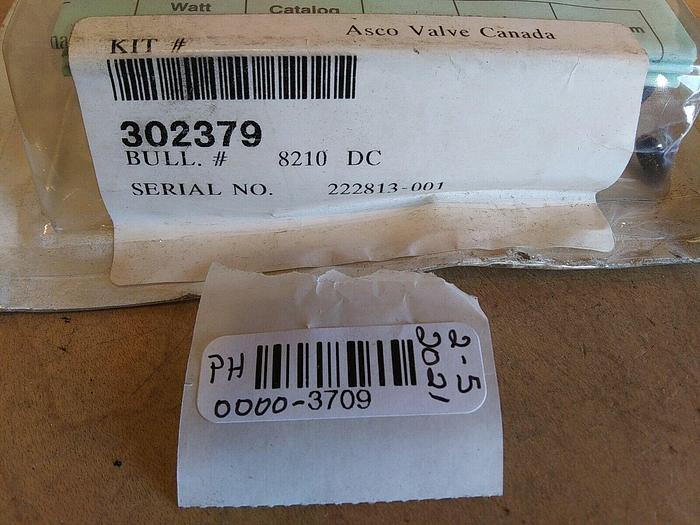 Watt Catalog
Asco Valve Canada
KIT #
302379
BULL. # 8210 DC
SERIAL NO. 222813-001
PH
0000-3709
2-5
2021